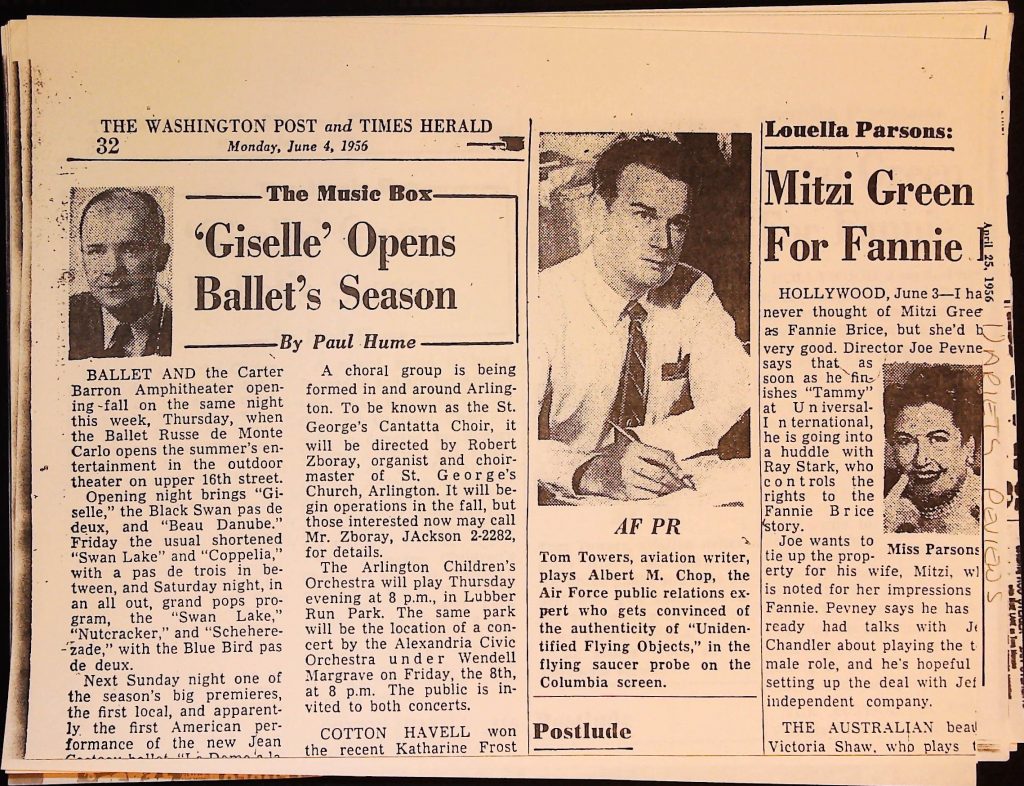 THE WASHINGTON POST and TIMES HERALD
32
Monday, June 4, 1956
The Music Box
'Giselle' Opens
Ballet's Season
By Paul Hume
BALLET AND the Carter
Barron Amphitheater open-
ing fall on the same night
this week, Thursday, when
the Ballet Russe de Monte
Carlo opens the summer's en-
tertainment in the outdoor
theater on upper 16th street.
Opening night brings "Gi-
selle," the Black Swan pas de
deux, and "Beau Danube."
Friday the usual shortened
"Swan Lake" and "Coppelia,"
with a pas de trois in be-
tween, and Saturday night, in
an all out, grand pops pro-
gram, the "Swan Lake,"
"Nutcracker," and "Schehere-
zade," with the Blue Bird pas
de deux.
Next Sunday night one of
the season's big premieres,
the first local, and apparent-
ly the first American per-
formance of the new Jean
A choral group is being
formed in and around Arling-
ton. To be known as the St.
George's Cantatta Choir, it
will be directed by Robert
Zboray, organist and choir-
master of St. George's
Church, Arlington. It will be-
gin operations in the fall, but
those interested now may call
Mr. Zboray, JAckson 2-2282,
for details.
The Arlington Children's
Orchestra will play Thursday
evening at 8 p.m., in Lubber
Run Park. The same park
will be the location of a con-
cert by the Alexandria Civic
Orchestra under Wendell
Margrave on Friday, the 8th,
at 8 p.m. The public is in-
vited to both concerts.
COTTON HAVELL won
the recent Katharine Frost
AF PR
Tom Towers, aviation writer,
plays Albert M. Chop, the
Air Force public relations ex-
pert who gets convinced of
the authenticity of "Uniden-
tified Flying Objects," in the
flying saucer probe on the
Columbia screen.
Postlude
Louella Parsons:
Mitzi Green
For Fannie
HOLLYWOOD, June 3—I ha
never thought of Mitzi Gree
as Fannie Brice, but she'd b
very good. Director Joe Pevne
says that as
soon as he fin-
ishes "Tammy"
at Universal-
International,
he is going into
a huddle with
Ray Stark, who
controls the
rights to the
Fannie Brice
story.
Joe wants to
tie up the prop-
erty for his wife, Mitzi, wh
is noted for her impressions
Fannie. Pevney says he has
ready had talks with Je
Chandler about playing the t
male role, and he's hopeful
setting up the deal with Jef
independent company.
THE AUSTRALIAN beau
Victoria Shaw, who plays t
Miss Parsons
April 25, 1956
VARIETS REVIEWS